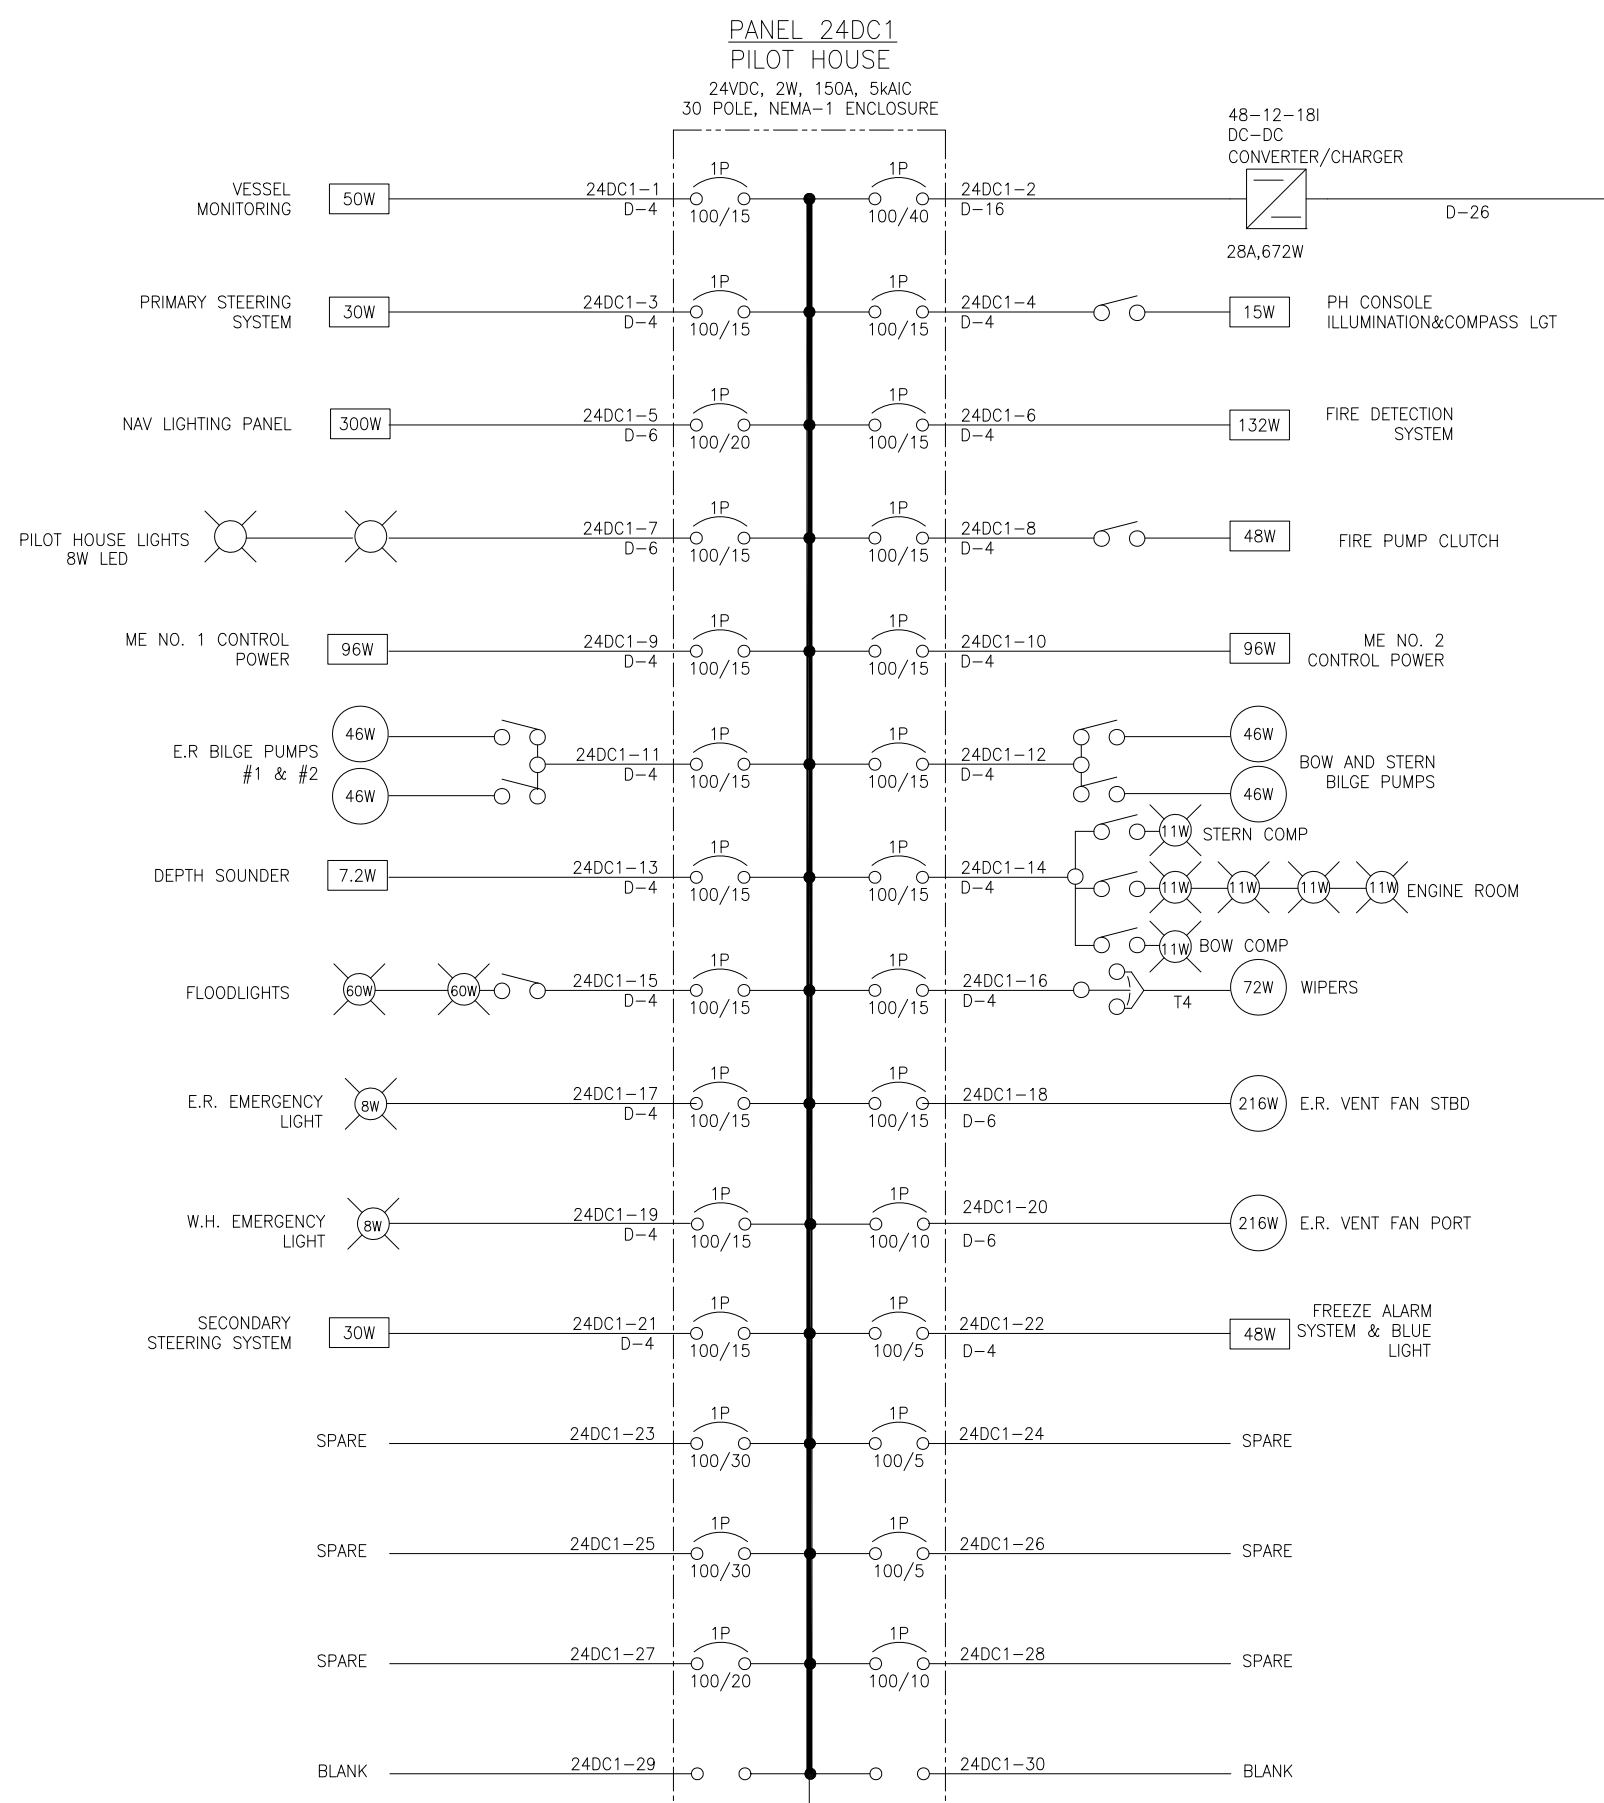 PANEL 24DC1
PILOT HOUSE
24VDC, 2W, 150A, 5kAIC
30 POLE, NEMA-1 ENCLOSURE
48-12-18I
DC-DC
CONVERTER/CHARGER
VESSEL
MONITORING
50W
24DC1-1
D-4
1P
100/15
1P
100/40
24DC1-2
D-16
28A,672W
D-26
PRIMARY STEERING
SYSTEM
30W
24DC1-3
D-4
1P
100/15
1P
100/15
24DC1-4
D-4
15W
PH CONSOLE
ILLUMINATION&COMPASS LGT
NAV LIGHTING PANEL
300W
24DC1-5
D-6
1P
100/20
1P
100/15
24DC1-6
D-4
132W
FIRE DETECTION
SYSTEM
PILOT HOUSE LIGHTS
8W LED
24DC1-7
D-6
1P
100/15
1P
100/15
24DC1-8
D-4
48W
FIRE PUMP CLUTCH
ME NO. 1 CONTROL
POWER
96W
24DC1-9
D-4
1P
100/15
1P
100/15
24DC1-10
D-4
96W
ME NO. 2
CONTROL POWER
E.R BILGE PUMPS
#1 & #2
46W
46W
24DC1-11
D-4
1P
100/15
1P
100/15
24DC1-12
D-4
46W
46W
BOW AND STERN
BILGE PUMPS
DEPTH SOUNDER
7.2W
24DC1-13
D-4
1P
100/15
1P
100/15
24DC1-14
D-4
11W
STERN COMP
11W
11W
11W
11W
ENGINE ROOM
11W
BOW COMP
FLOODLIGHTS
60W
60W
24DC1-15
D-4
1P
100/15
1P
100/15
24DC1-16
D-4
T4
72W
WIPERS
E.R. EMERGENCY
LIGHT
8W
24DC1-17
D-4
1P
100/15
1P
100/15
24DC1-18
D-6
216W
E.R. VENT FAN STBD
W.H. EMERGENCY
LIGHT
8W
24DC1-19
D-4
1P
100/15
1P
100/10
24DC1-20
D-6
216W
E.R. VENT FAN PORT
SECONDARY
STEERING SYSTEM
30W
24DC1-21
D-4
1P
100/15
1P
100/5
24DC1-22
D-4
48W
FREEZE ALARM
SYSTEM & BLUE
LIGHT
SPARE
24DC1-23
1P
100/30
1P
100/5
24DC1-24
SPARE
SPARE
24DC1-25
1P
100/30
1P
100/5
24DC1-26
SPARE
SPARE
24DC1-27
1P
100/20
1P
100/10
24DC1-28
SPARE
BLANK
24DC1-29
24DC1-30
BLANK